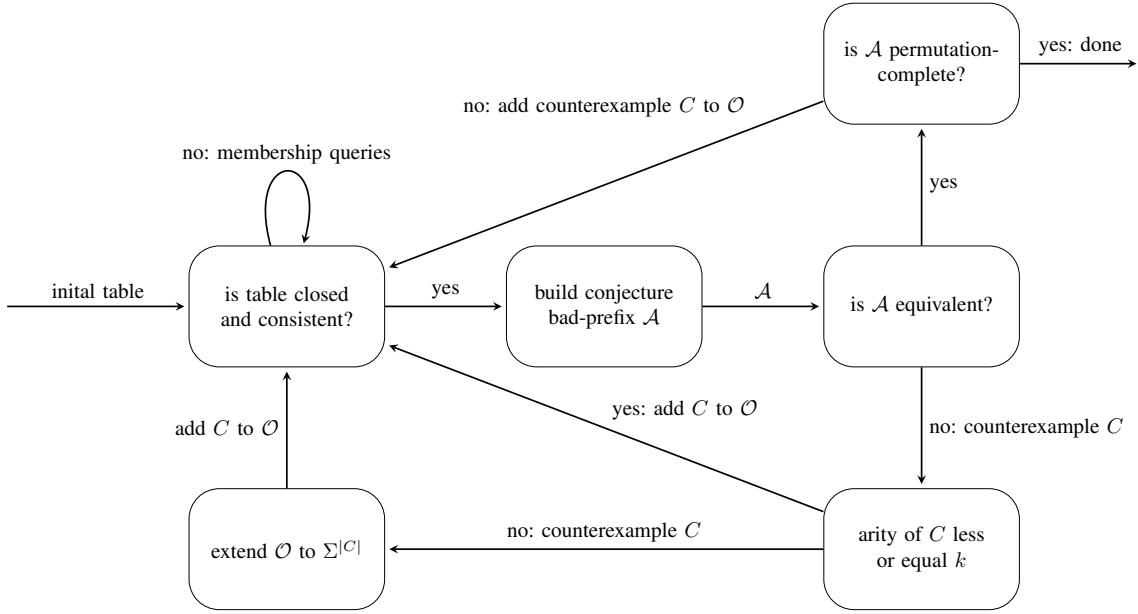 is 𝒜 permutation-
complete?
yes: done
no: add counterexample C to 𝒪
no: membership queries
yes
inital table
is table closed
and consistent?
yes
build conjecture
bad-prefix 𝒜
𝒜
is 𝒜 equivalent?
yes: add C to 𝒪
add C to 𝒪
no: counterexample C
extend 𝒪 to Σ^{|C|}
no: counterexample C
arity of C less
or equal k